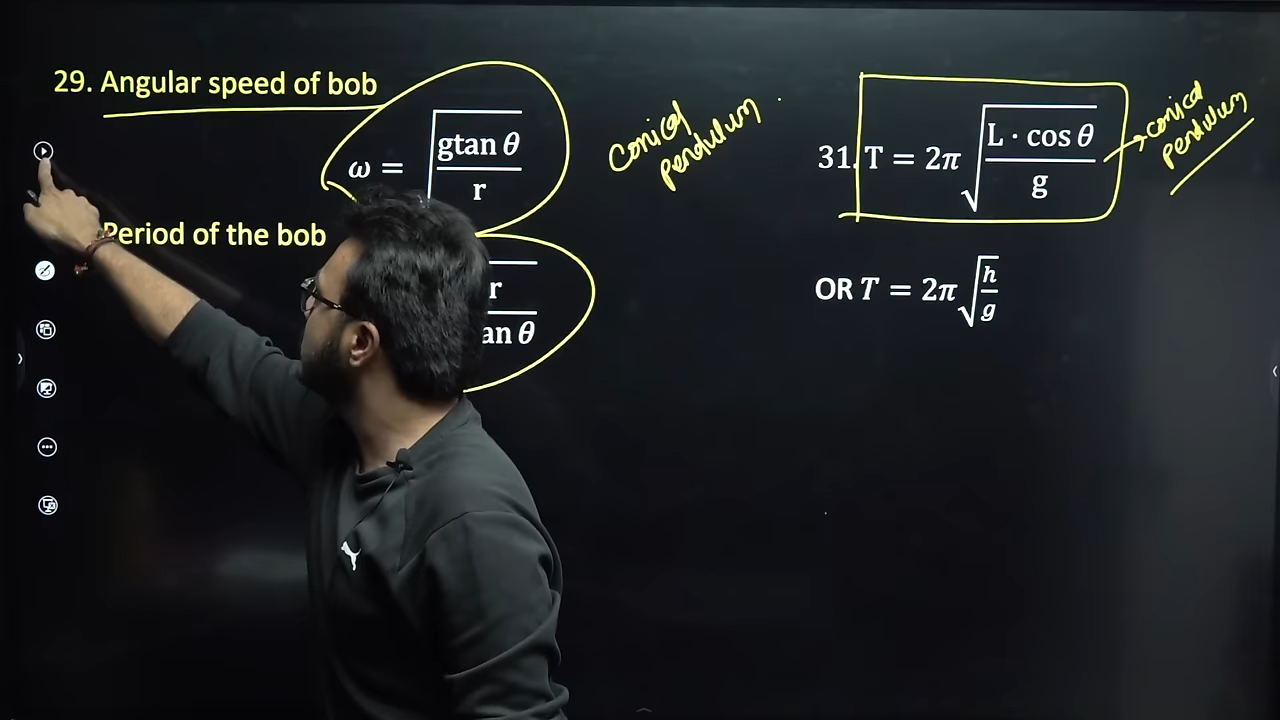 29. Angular speed of bob
ω = √(gtan θ / r)
Conical
pendulum
Period of the bob
r
an θ
31. T = 2π √(L · cos θ / g)
conical
pendulum
OR T = 2π √(h / g)